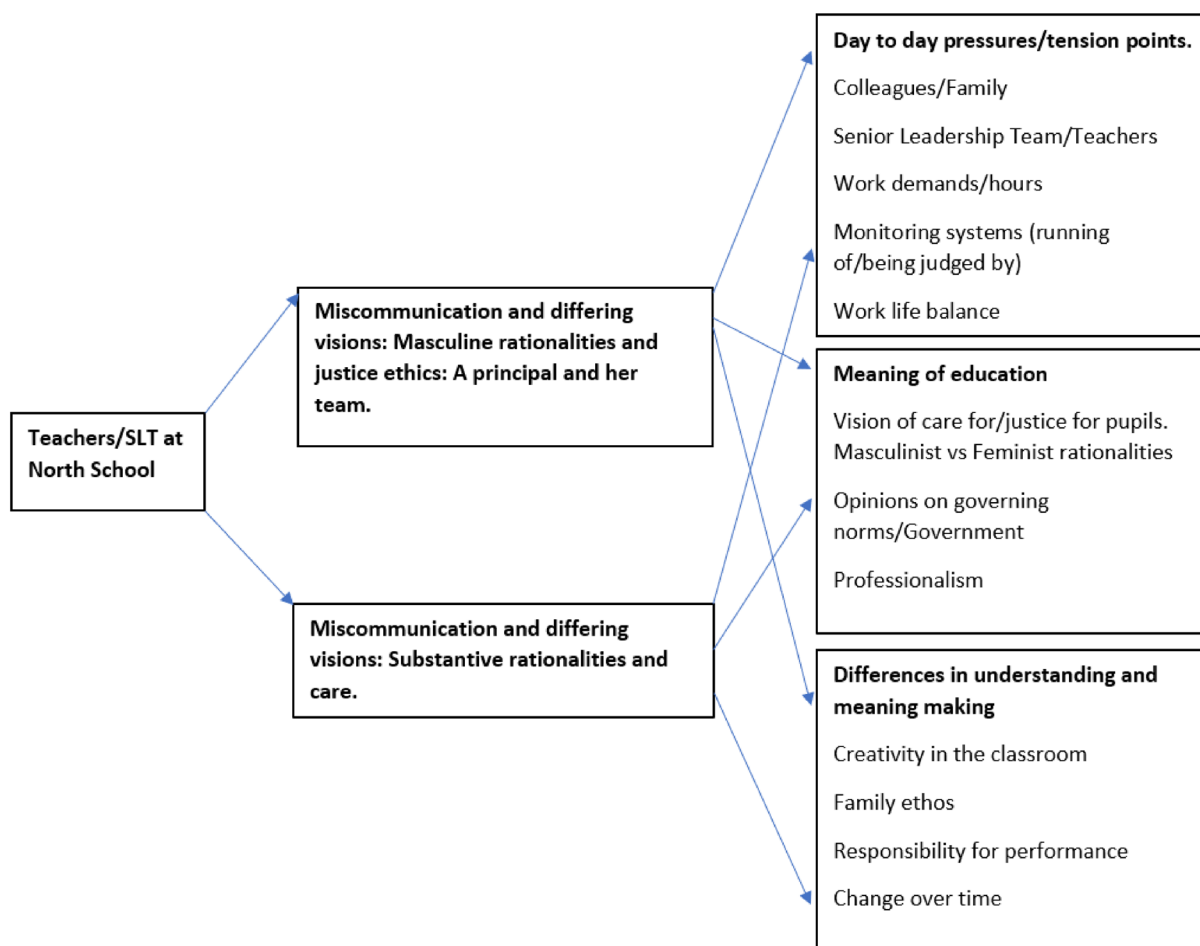 Teachers/SLT at
North School
Miscommunication and differing
visions: Masculine rationalities and
justice ethics: A principal and her
team.
Miscommunication and differing
visions: Substantive rationalities and
care.
Day to day pressures/tension points.
Colleagues/Family
Senior Leadership Team/Teachers
Work demands/hours
Monitoring systems (running
of/being judged by)
Work life balance
Meaning of education
Vision of care for/justice for pupils.
Masculinist vs Feminist rationalities
Opinions on governing
norms/Government
Professionalism
Differences in understanding and
meaning making
Creativity in the classroom
Family ethos
Responsibility for performance
Change over time